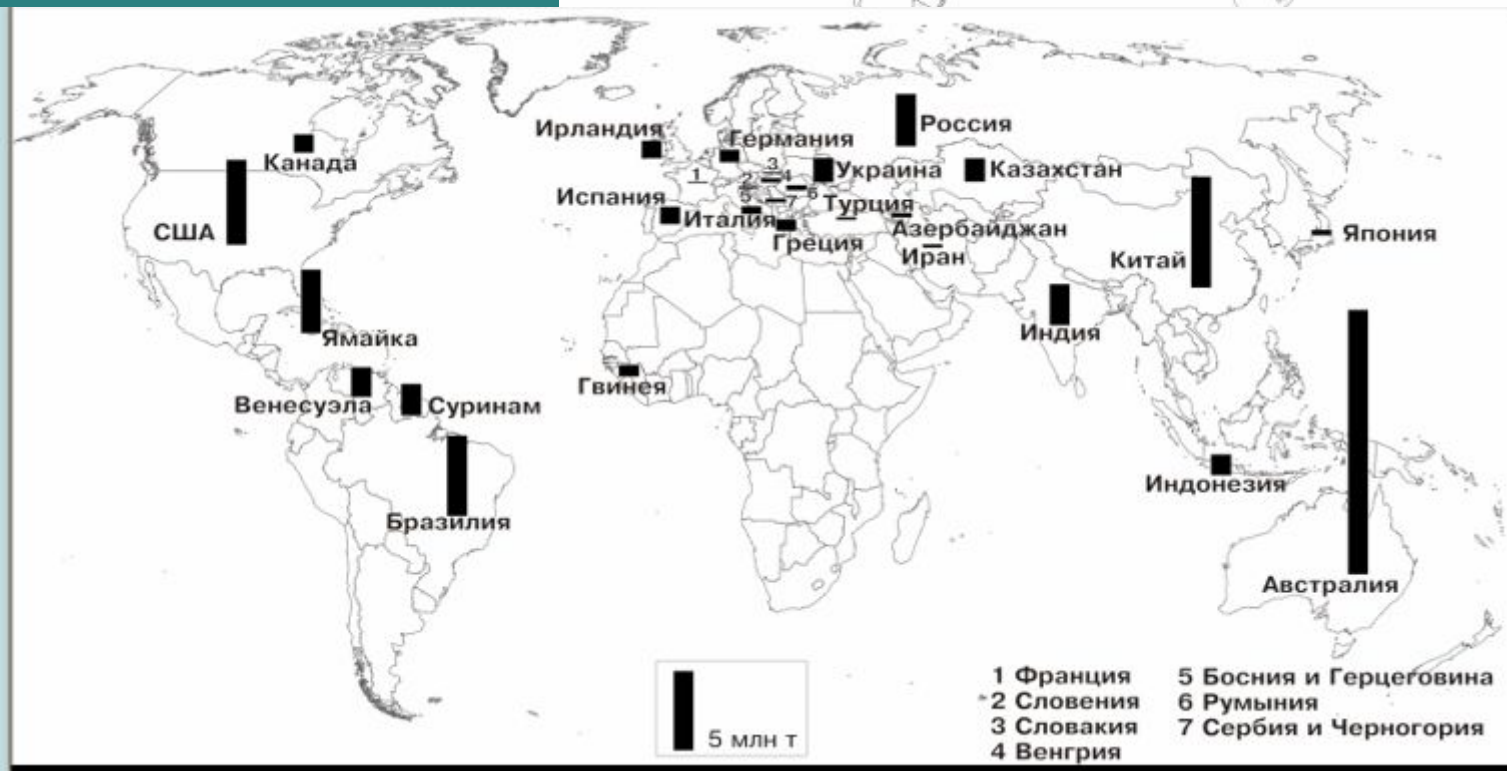 Россия
Ирландия
Германия
Канада
3
Украина
Казахстан
1
2
4
Испания
5
6
7
Турция
США
Италия
Азербайджан
Греция
Япония
Иран
Китай
Ямайка
Индия
Гвинея
Венесуэла
Суринам
Индонезия
Бразилия
Австралия
5 млн т
1 Франция
2 Словения
3 Словакия
4 Венгрия
5 Босния и Герцеговина
6 Румыния
7 Сербия и Черногория